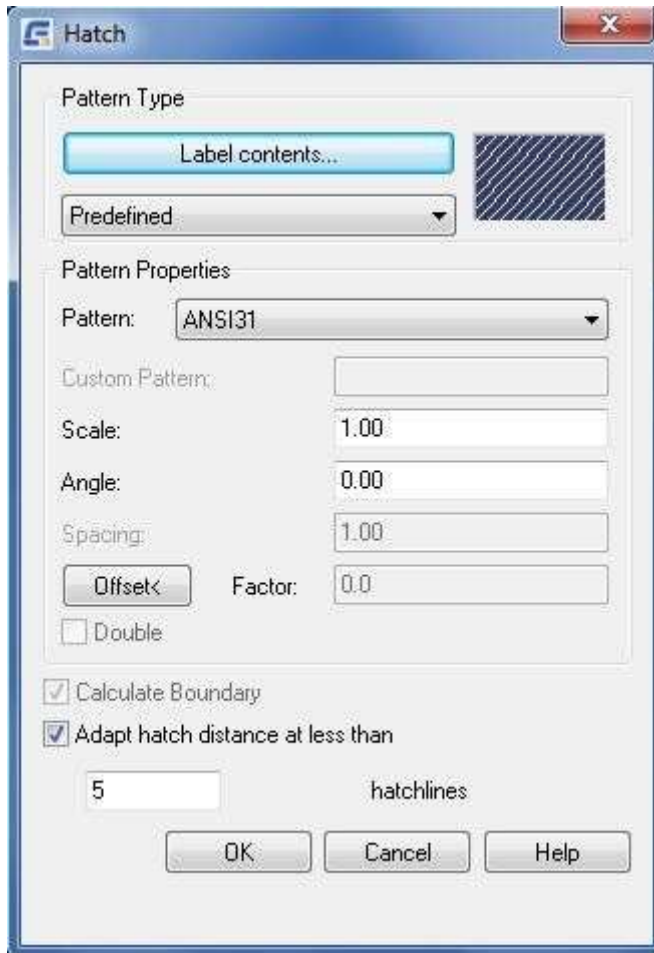 Hatch
Pattern Type
Label contents...
Predefined
Pattern Properties
Pattern: ANSI31
Custom Pattern:
Scale: 1.00
Angle: 0.00
Spacing: 1.00
Offset< Factor: 0.0
Double
Calculate Boundary
Adapt hatch distance at less than
5 hatchlines
OK Cancel Help